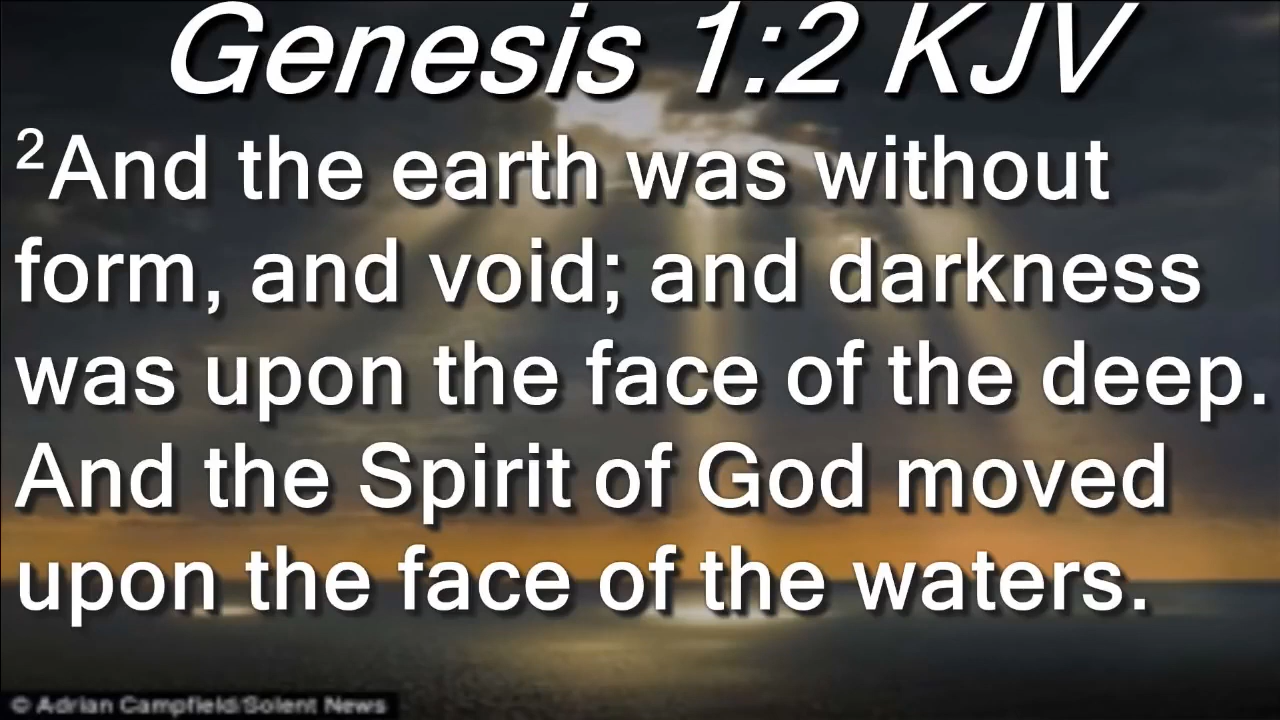 Genesis 1:2 KJV
²And the earth was without
form, and void; and darkness
was upon the face of the deep.
And the Spirit of God moved
upon the face of the waters.
© Adrian Campfield/Solent News